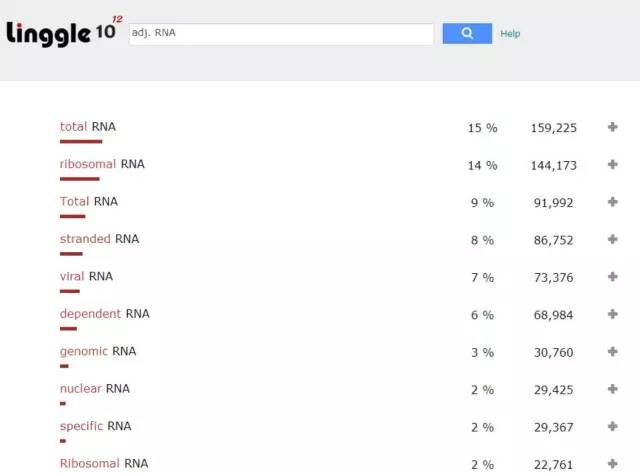 Linggle 10 12 adj. RNA Help
total RNA 15 % 159,225
ribosomal RNA 14 % 144,173
Total RNA 9 % 91,992
stranded RNA 8 % 86,752
viral RNA 7 % 73,376
dependent RNA 6 % 68,984
genomic RNA 3 % 30,760
nuclear RNA 2 % 29,425
specific RNA 2 % 29,367
Ribosomal RNA 2 % 22,761